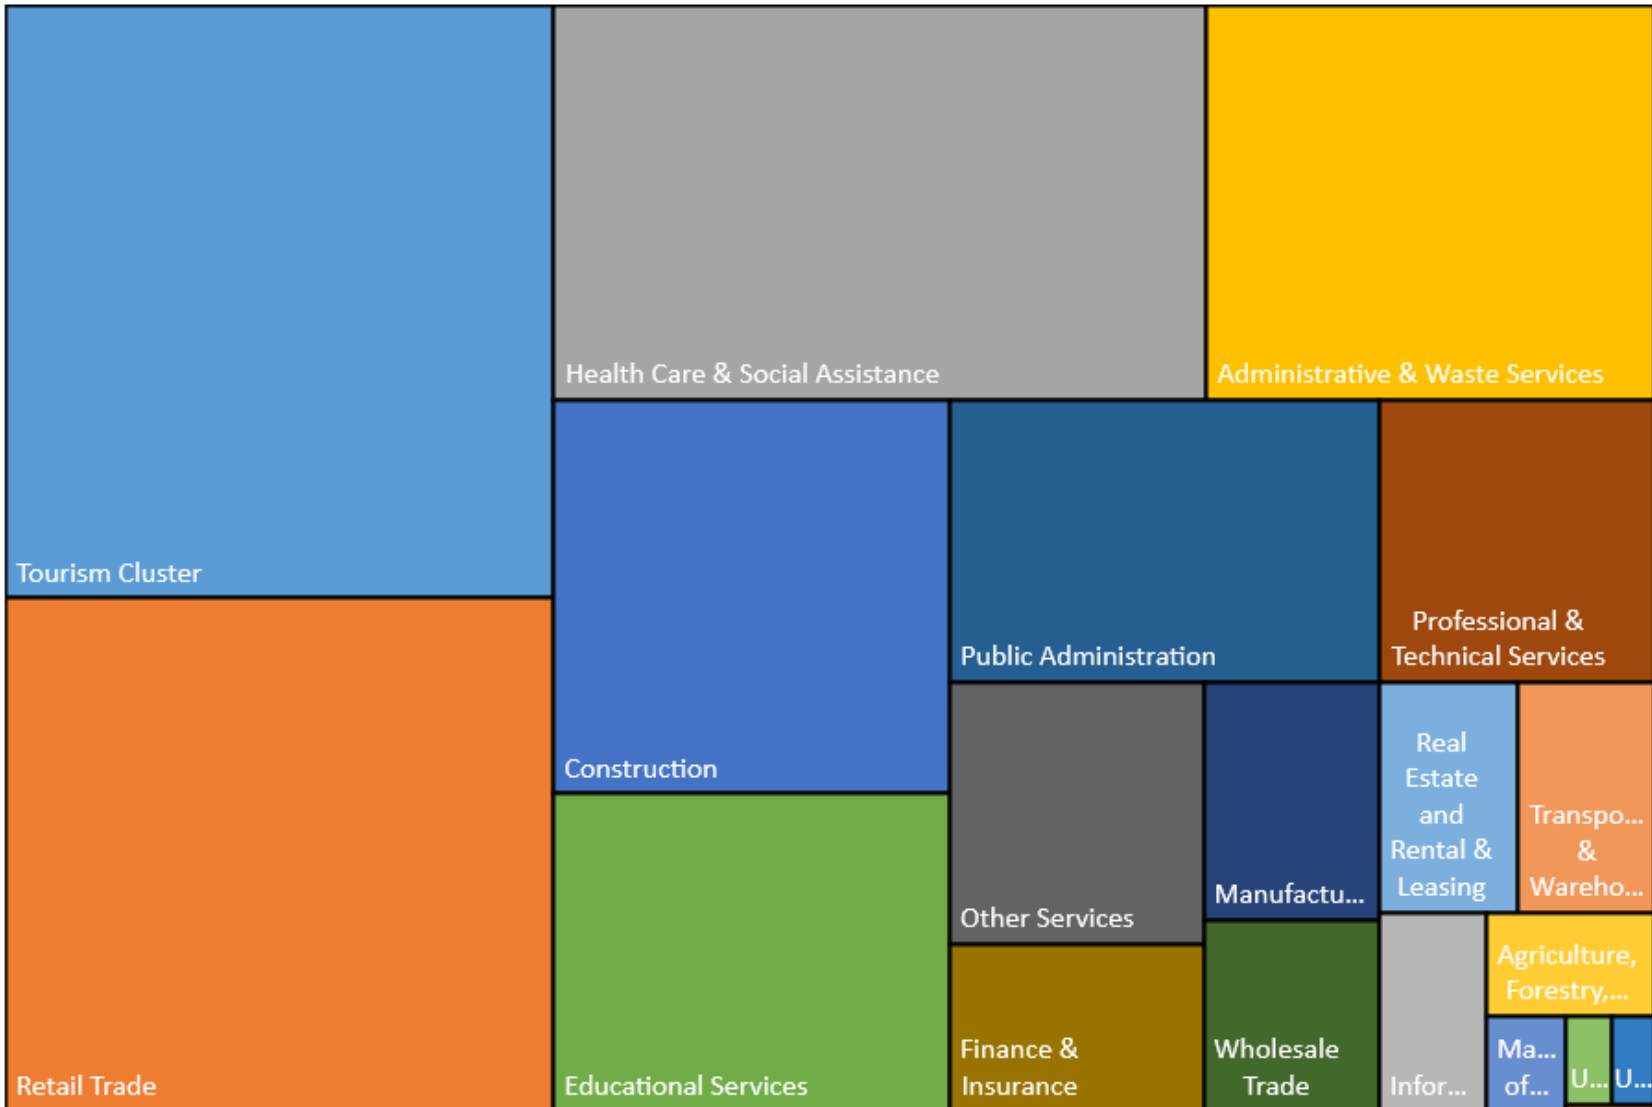 Tourism Cluster
Retail Trade
Health Care & Social Assistance
Administrative & Waste Services
Construction
Educational Services
Public Administration
Professional &
Technical Services
Other Services
Finance &
Insurance
Manufactu...
Wholesale
Trade
Real
Estate
and
Rental &
Leasing
Transpo...
&
Wareho...
Infor...
Agriculture,
Forestry,...
Ma...
of...
U...
U...